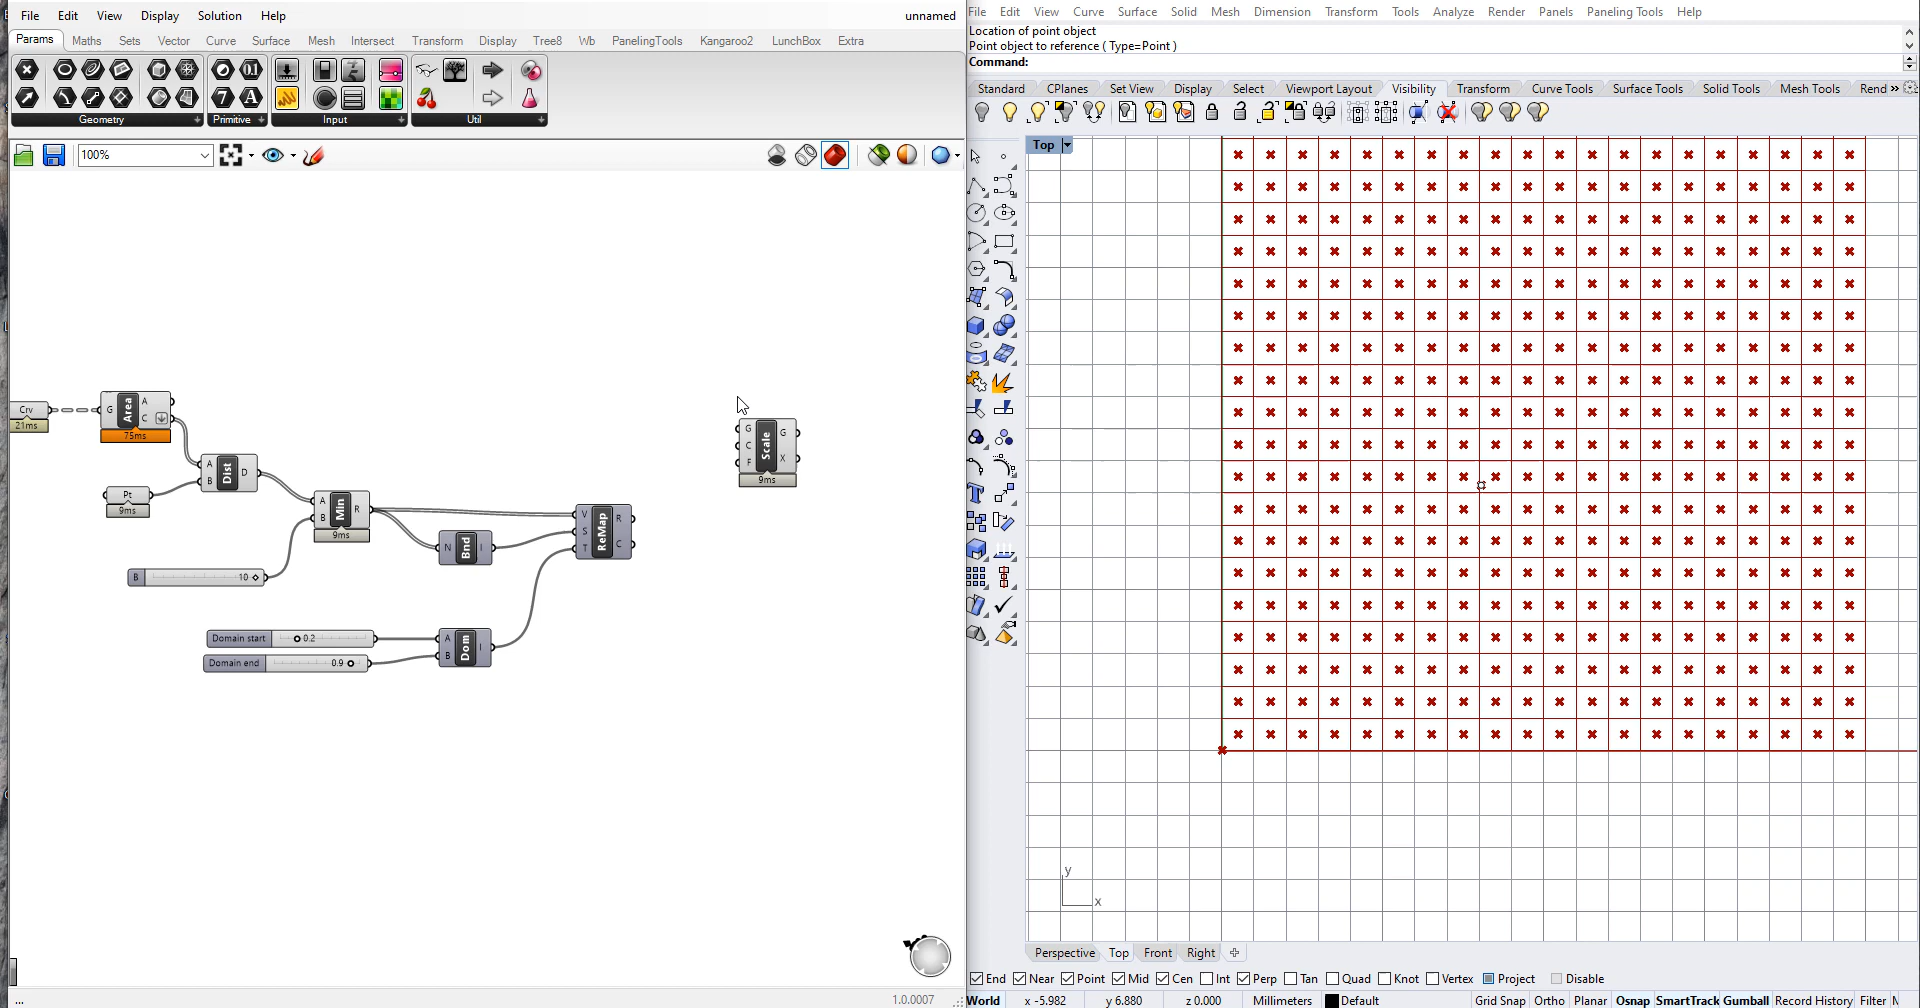 File Edit View Display Solution Help unnamed
Params Maths Sets Vector Curve Surface Mesh Intersect Transform Display Tree8 Wb PanelingTools Kangaroo2 LunchBox Extra
Geometry Primitive Input Util
100%
Crv
21ms
G Area A C
75ms
A B Dist D
Pt
9ms
A B Min R
9ms
B 10
N Bnd I
V S T ReMap R C
Domain start 0.2
Domain end 0.9
A B Dom I
G C F Scale G X
9ms
...
1.0.0007
File Edit View Curve Surface Solid Mesh Dimension Transform Tools Analyze Render Panels Paneling Tools Help
Location of point object
Point object to reference ( Type=Point )
Command:
Standard CPlanes Set View Display Select Viewport Layout Visibility Transform Curve Tools Surface Tools Solid Tools Mesh Tools Rend
Top
y
x
Perspective Top Front Right
End Near Point Mid Cen Int Perp Tan Quad Knot Vertex Project Disable
World x -5.982 y 6.880 z 0.000 Millimeters Default Grid Snap Ortho Planar Osnap SmartTrack Gumball Record History Filter